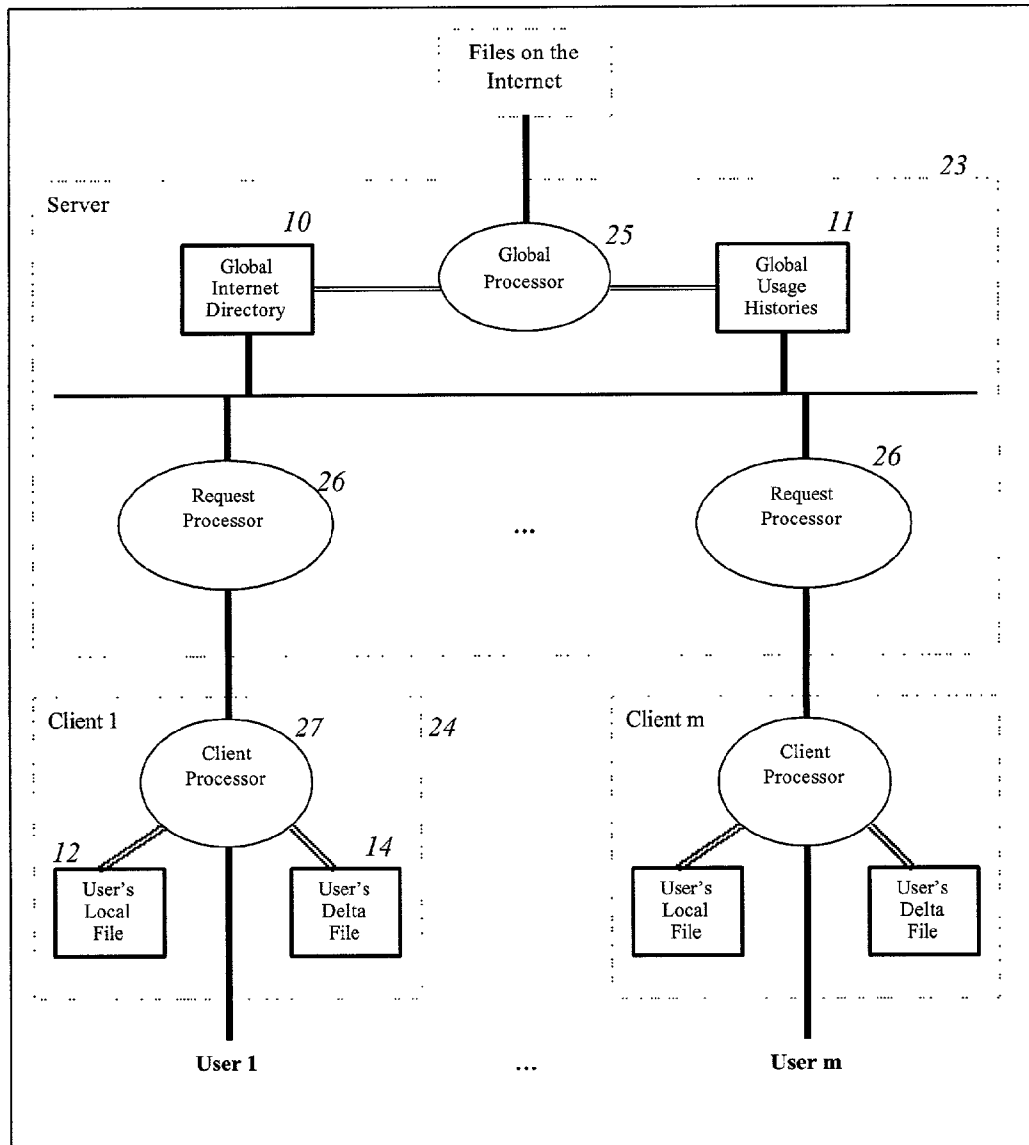 Files on the
Internet
23
Server
10
25
11
Global
Internet
Directory
Global
Processor
Global
Usage
Histories
26
26
Request
Processor
...
Request
Processor
Client 1
27
24
Client m
Client
Processor
Client
Processor
12
14
User's
Local
File
User's
Delta
File
User's
Local
File
User's
Delta
File
User 1
...
User m